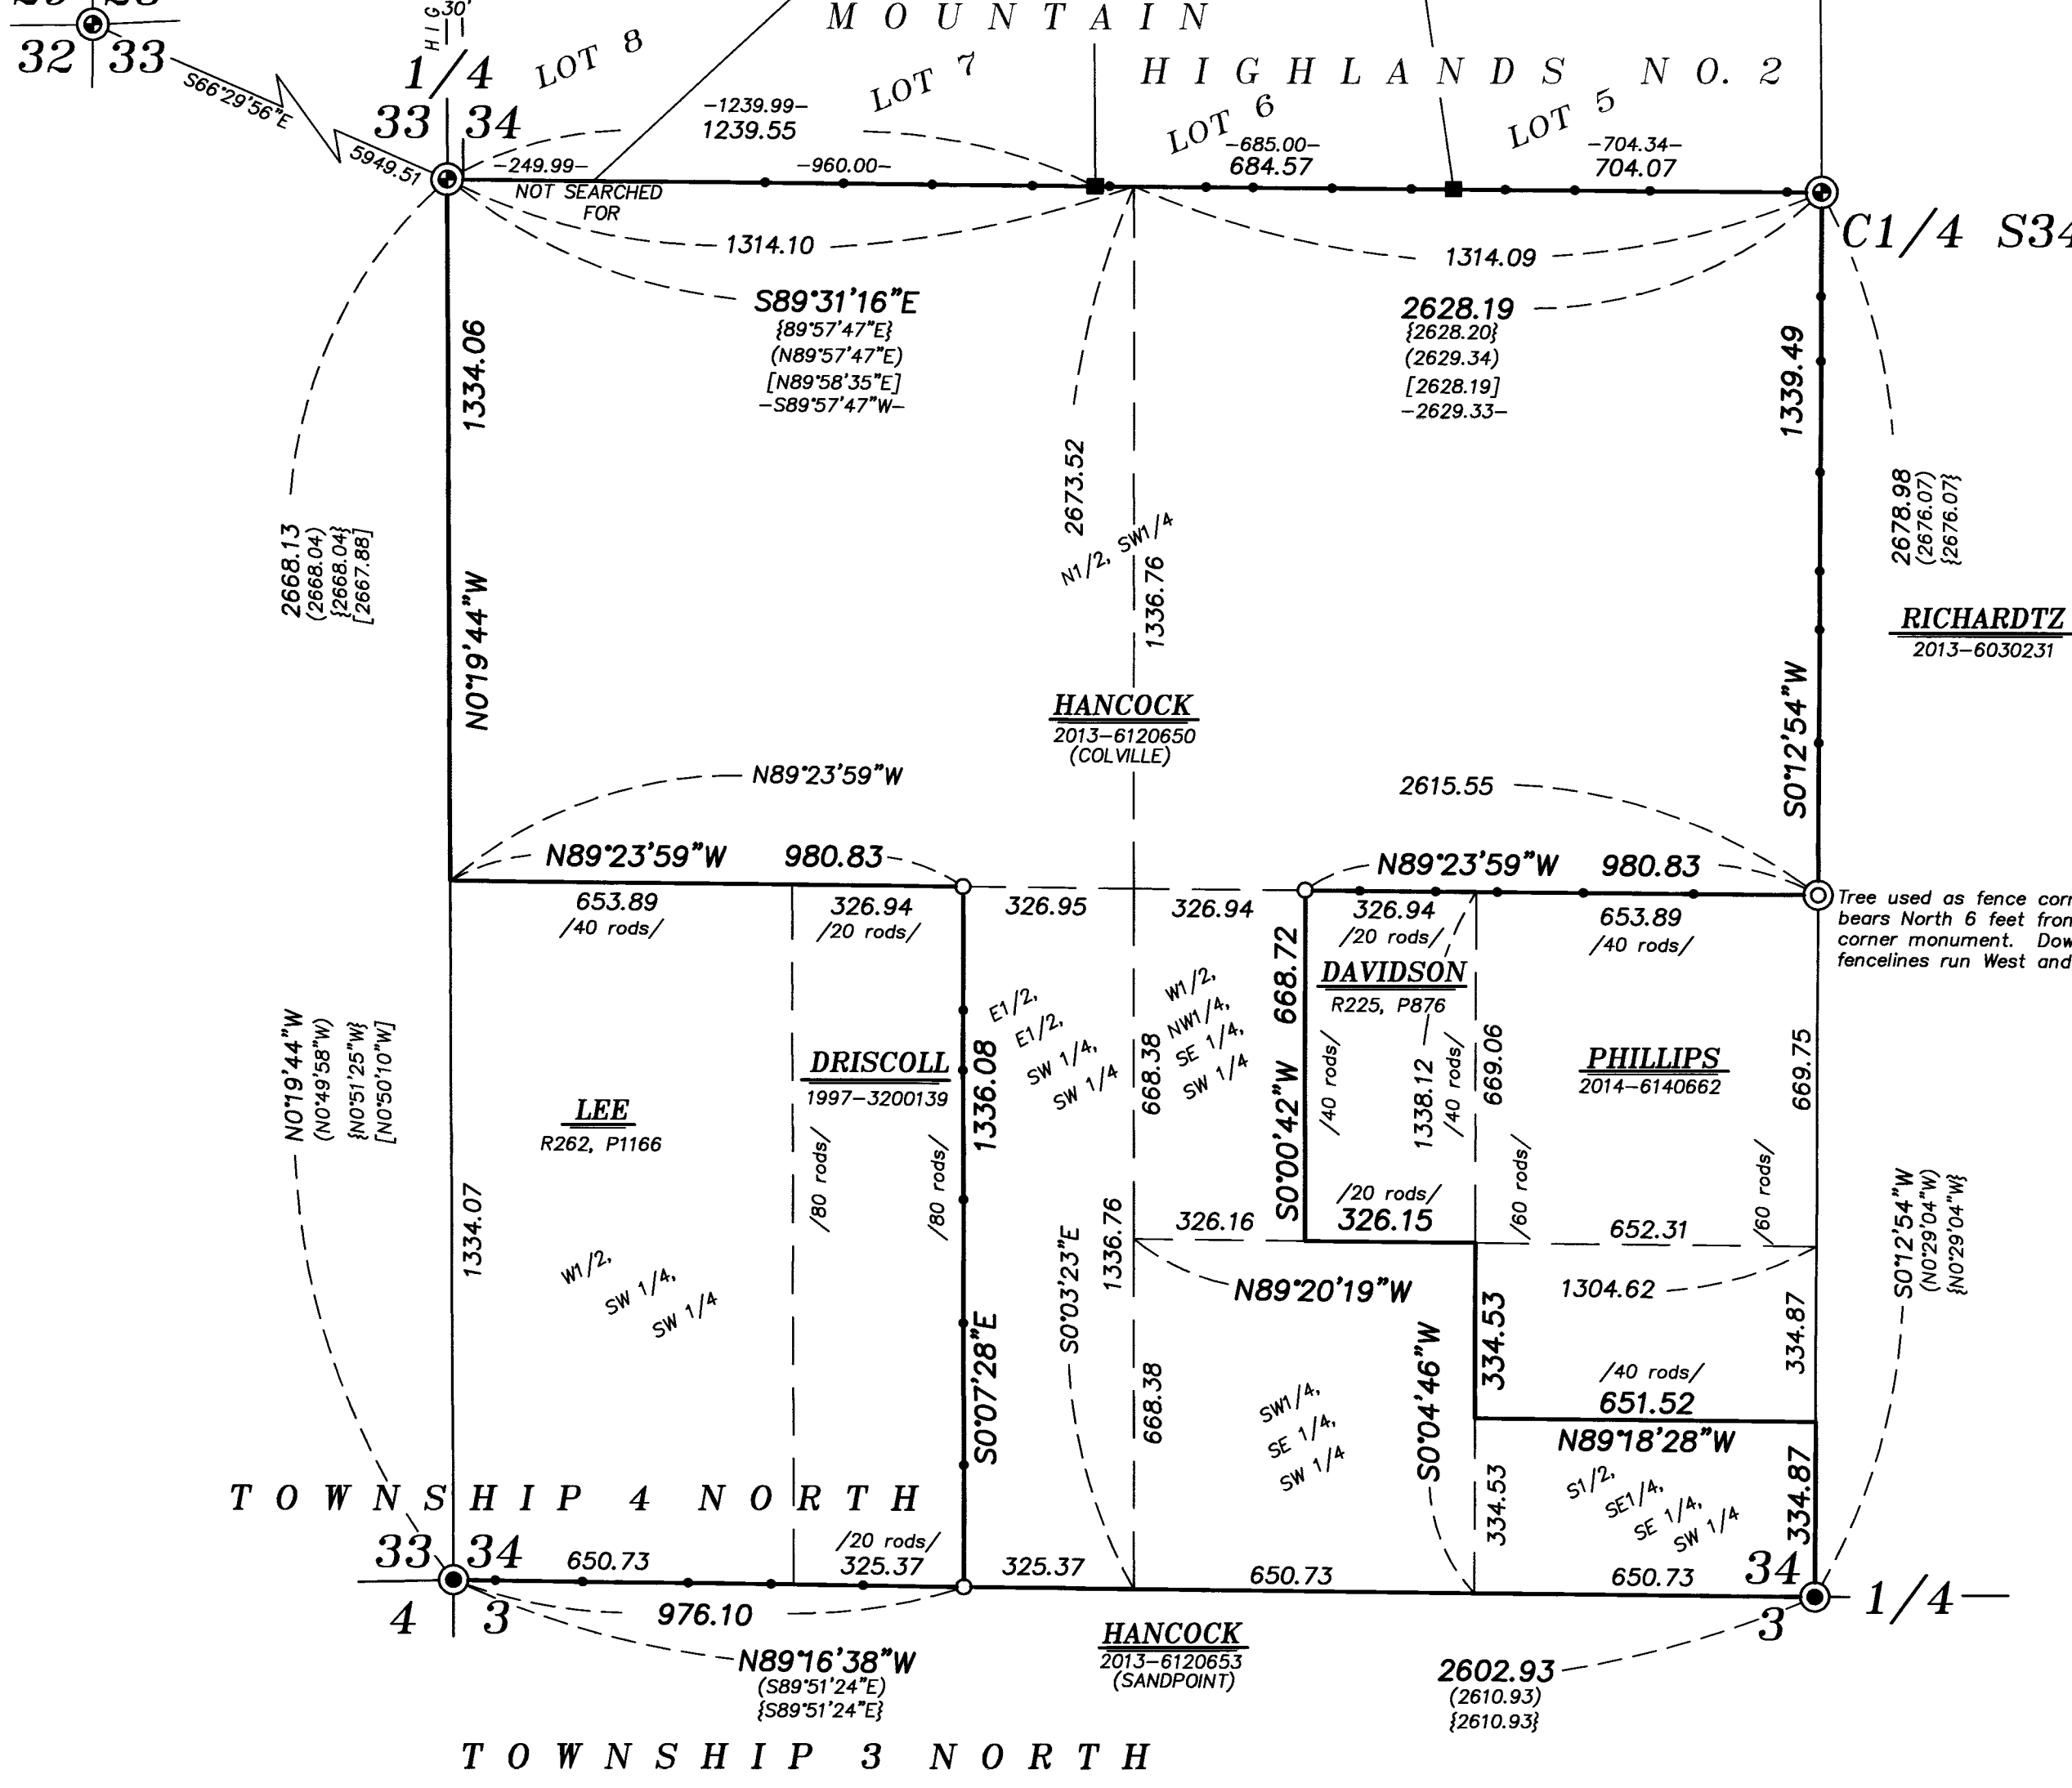 32 33
S66°29'56"E
5949.51
HIG
30'
1/4
33 34
MOUNTAIN
HIGHLANDS NO. 2
LOT 8
LOT 7
LOT 6
LOT 5
-1239.99-
1239.55
-249.99-
-960.00-
NOT SEARCHED
FOR
-685.00-
684.57
-704.34-
704.07
C1/4 S34
1314.10
1314.09
S89°31'16"E
{89°57'47"E}
(N89°57'47"E)
[N89°58'35"E]
-S89°57'47"W-
2628.19
{2628.20}
(2629.34)
[2628.19]
-2629.33-
1334.06
N0°19'44"W
2668.13
(2668.04)
{2668.04}
[2667.88]
2673.52
N1/2, SW1/4
1336.76
1339.49
S0°12'54"W
2678.98
(2676.07)
{2676.07}
RICHARDTZ
2013-6030231
HANCOCK
2013-6120650
(COLVILLE)
N89°23'59"W
2615.55
N89°23'59"W 980.83
N89°23'59"W 980.83
653.89
/40 rods/
326.94
/20 rods/
326.95
326.94
326.94
/20 rods/
653.89
/40 rods/
Tree used as fence corn
bears North 6 feet from
corner monument. Dow
fencelines run West and
N0°19'44"W
(N0°49'58"W)
{N0°51'25"W}
[N0°50'10"W]
LEE
R262, P1166
1334.07
W1/2,
SW 1/4,
SW 1/4
DRISCOLL
1997-3200139
/80 rods/
/80 rods/
1336.08
S0°07'28"E
E1/2,
E1/2,
SW 1/4,
SW 1/4
668.38
W1/2,
NW1/4,
SE 1/4,
SW 1/4
668.72
S0°00'42"W
DAVIDSON
R225, P876
/40 rods/
1338.12
/40 rods/
669.06
PHILLIPS
2014-6140662
669.75
/60 rods/
/60 rods/
S0°12'54"W
(N0°29'04"W)
{N0°29'04"W}
S0°03'23"E
1336.76
326.16
/20 rods/
326.15
652.31
N89°20'19"W
1304.62
668.38
SW1/4,
SE 1/4,
SW 1/4
S0°04'46"W
334.53
334.87
/40 rods/
651.52
N89°18'28"W
334.53
S1/2,
SE1/4,
SE 1/4,
SW 1/4
334.87
TOWNSHIP 4 NORTH
33 34
650.73
/20 rods/
325.37
325.37
650.73
650.73
34
4 3
976.10
3
1/4
N89°16'38"W
(S89°51'24"E)
{S89°51'24"E}
HANCOCK
2013-6120653
(SANDPOINT)
2602.93
(2610.93)
{2610.93}
TOWNSHIP 3 NORTH